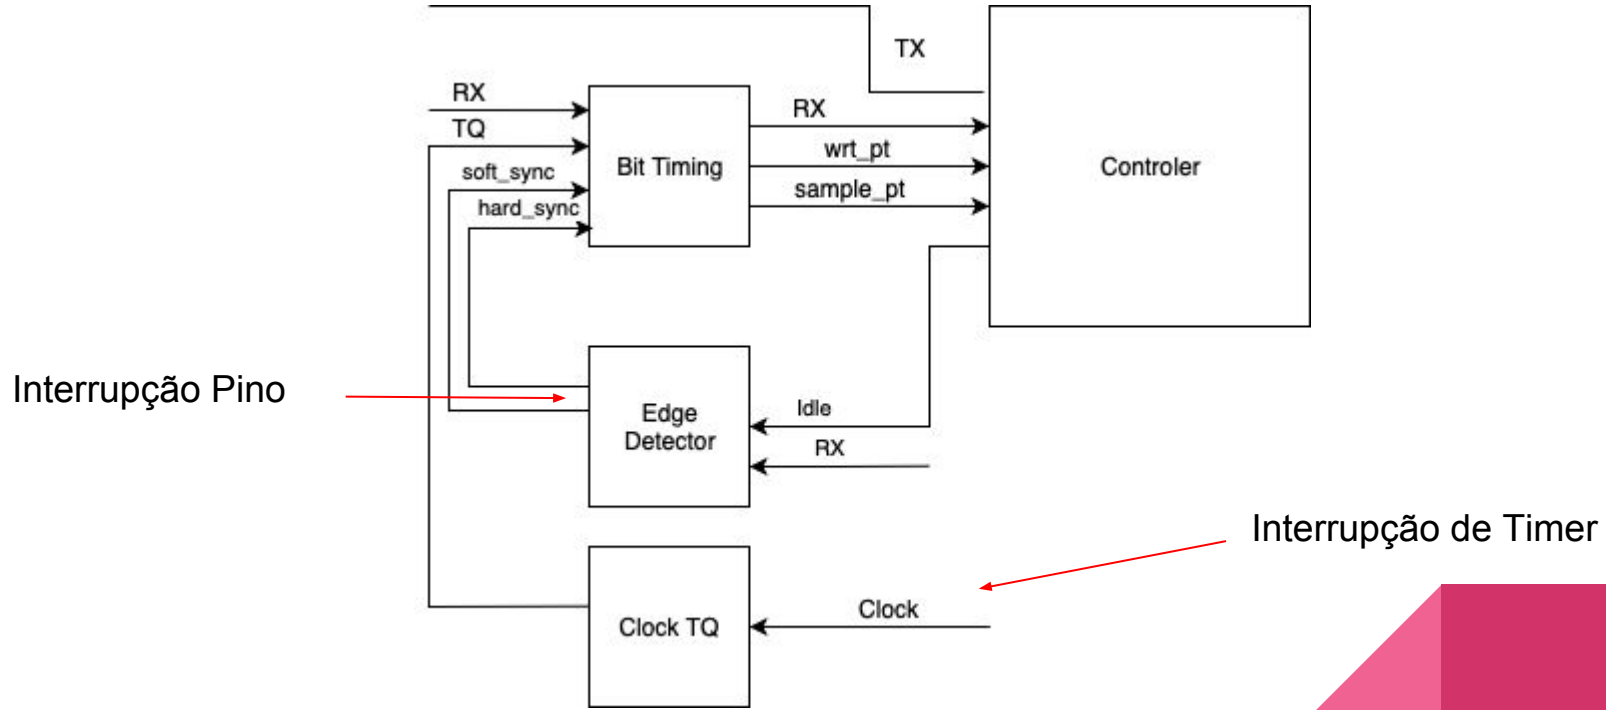 TX
RX
TQ
soft_sync
hard_sync
Bit Timing
RX
wrt_pt
sample_pt
Controler
Interrupção Pino
Edge
Detector
Idle
RX
Interrupção de Timer
Clock TQ
Clock